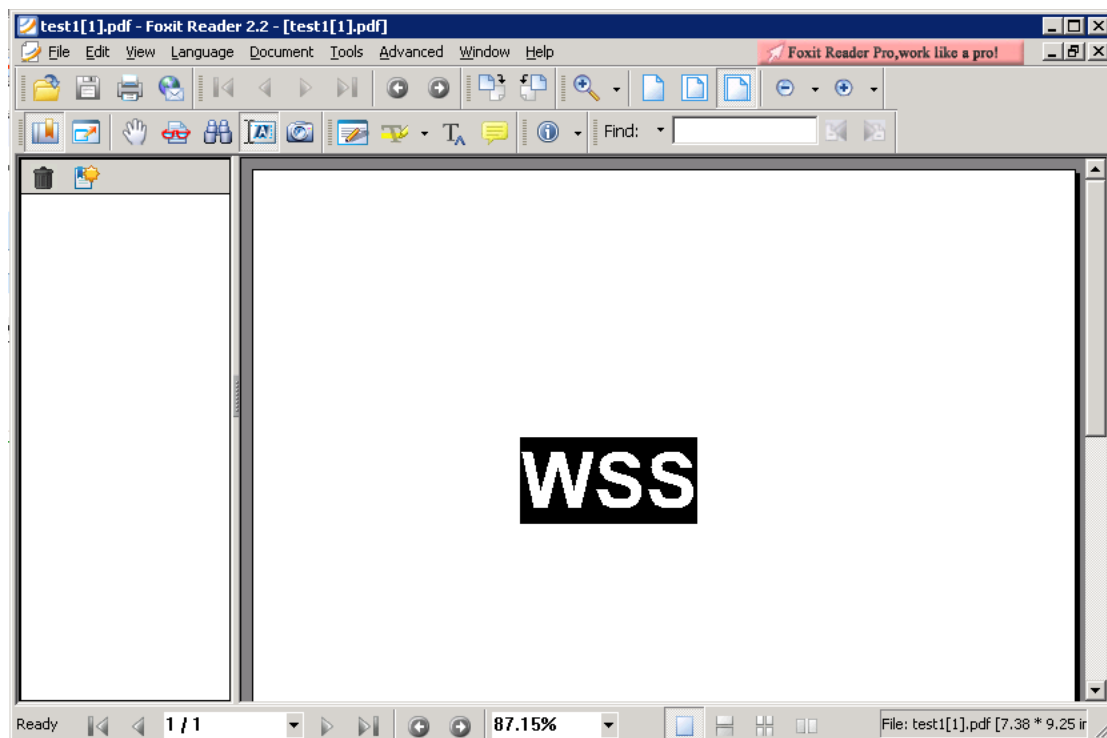 test1[1].pdf - Foxit Reader 2.2 - [test1[1].pdf]
File Edit View Language Document Tools Advanced Window Help Foxit Reader Pro,work like a pro!
Find:
WSS
Ready 1 / 1 87.15% File: test1[1].pdf [7.38 * 9.25 ir